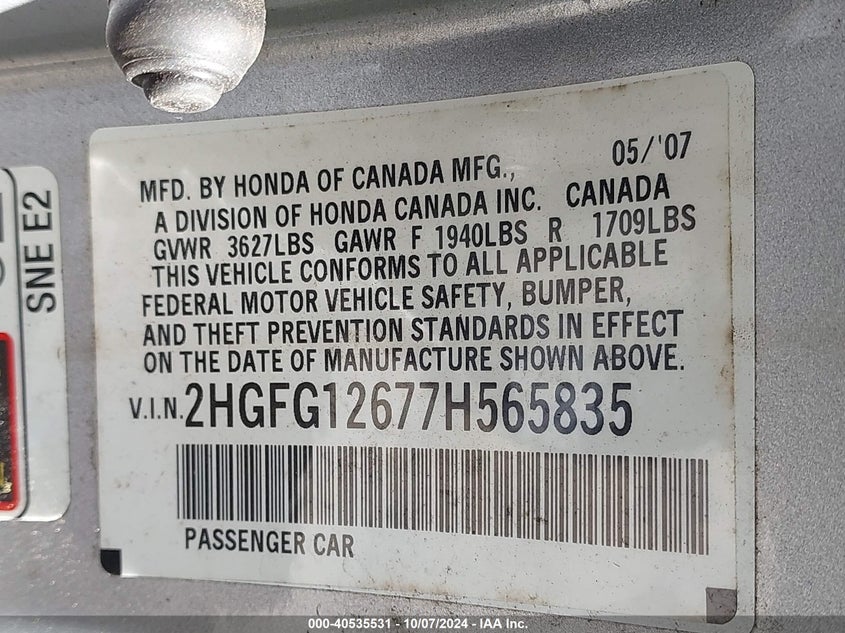 05/'07
MFD. BY HONDA OF CANADA MFG.,
A DIVISION OF HONDA CANADA INC. CANADA
GVWR 3627LBS GAWR F 1940LBS R 1709LBS
THIS VEHICLE CONFORMS TO ALL APPLICABLE
FEDERAL MOTOR VEHICLE SAFETY, BUMPER,
AND THEFT PREVENTION STANDARDS IN EFFECT
ON THE DATE OF MANUFACTURE SHOWN ABOVE.
V.I.N. 2HGFG12677H565835
PASSENGER CAR
SNE E2
000-40535531 - 10/07/2024 - IAA Inc.